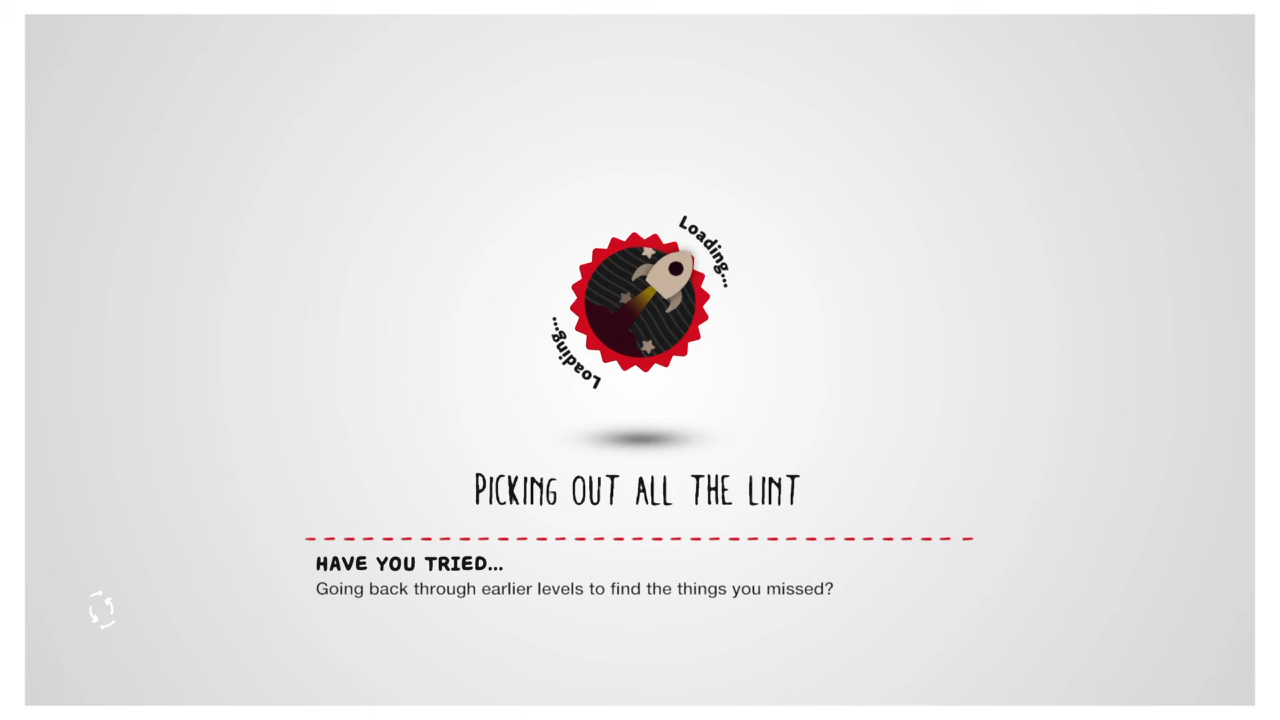 Loading...
Loading...
PICKING OUT ALL THE LINT
HAVE YOU TRIED...
Going back through earlier levels to find the things you missed?